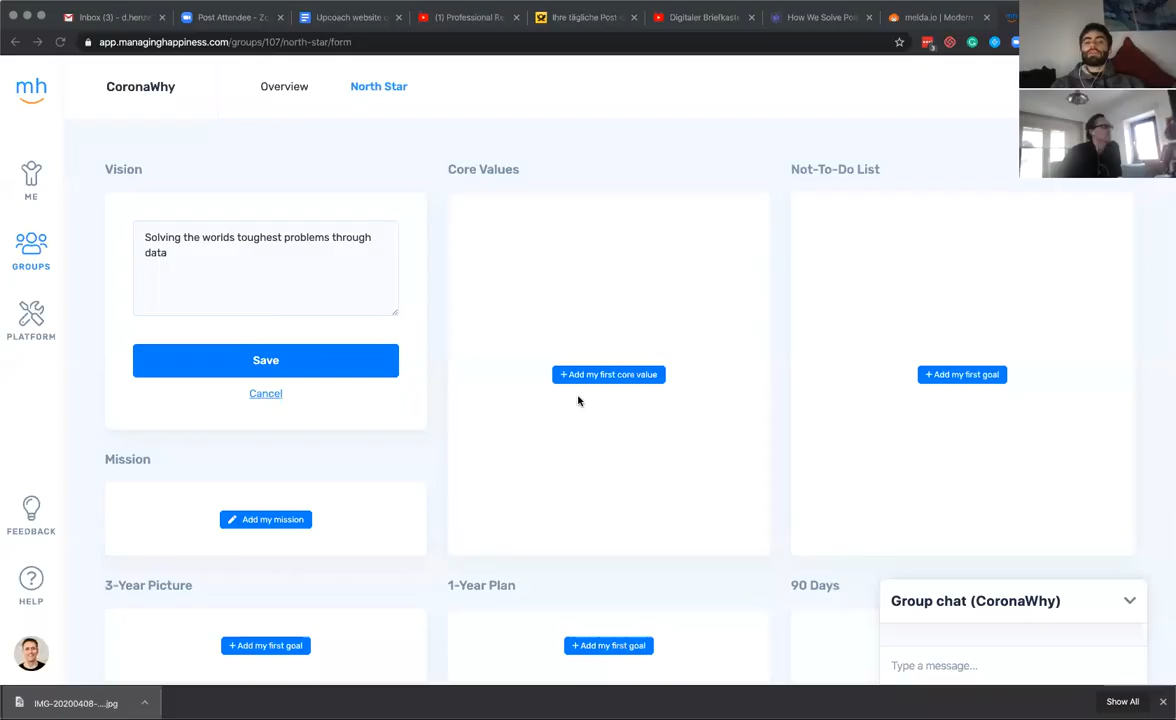 Inbox (3) - d.henze
Post Attendee - Zo
Upcoach website c
(1) Professional Re
Ihre tägliche Post-
Digitaler Briefkaste
How We Solve Po
melda.io | Modern
mh
app.managinghappiness.com/groups/107/north-star/form
mh
CoronaWhy
Overview
North Star
ME
GROUPS
PLATFORM
FEEDBACK
HELP
Vision
Core Values
Not-To-Do List
Solving the worlds toughest problems through
data
Save
Cancel
+ Add my first core value
+ Add my first goal
Mission
Add my mission
3-Year Picture
1-Year Plan
90 Days
+ Add my first goal
+ Add my first goal
Group chat (CoronaWhy)
Type a message...
IMG-20200408-....jpg
Show All